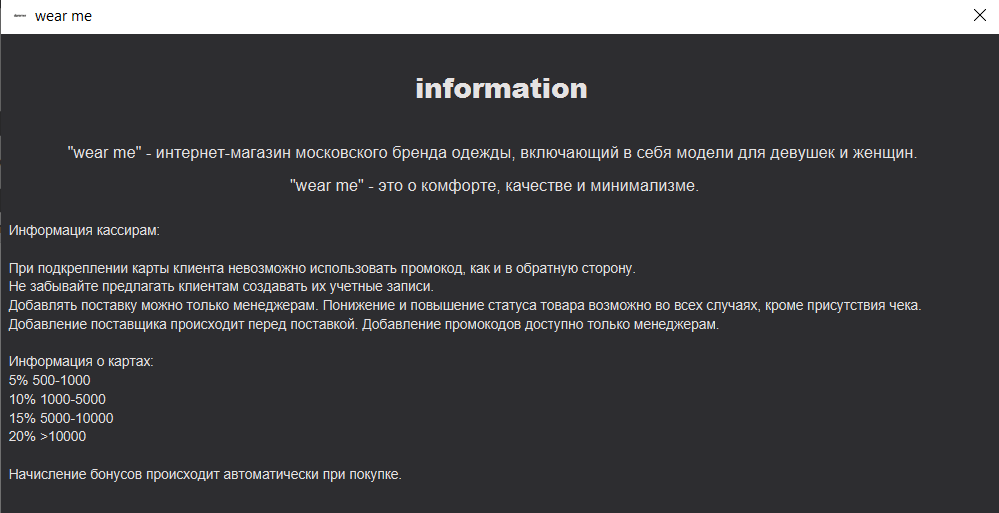 wear me
information
"wear me" - интернет-магазин московского бренда одежды, включающий в себя модели для девушек и женщин.
"wear me" - это о комфорте, качестве и минимализме.
Информация кассирам:
При подкреплении карты клиента невозможно использовать промокод, как и в обратную сторону.
Не забывайте предлагать клиентам создавать их учетные записи.
Добавлять поставку можно только менеджерам. Понижение и повышение статуса товара возможно во всех случаях, кроме присутствия чека.
Добавление поставщика происходит перед поставкой. Добавление промокодов доступно только менеджерам.
Информация о картах:
5% 500-1000
10% 1000-5000
15% 5000-10000
20% >10000
Начисление бонусов происходит автоматически при покупке.